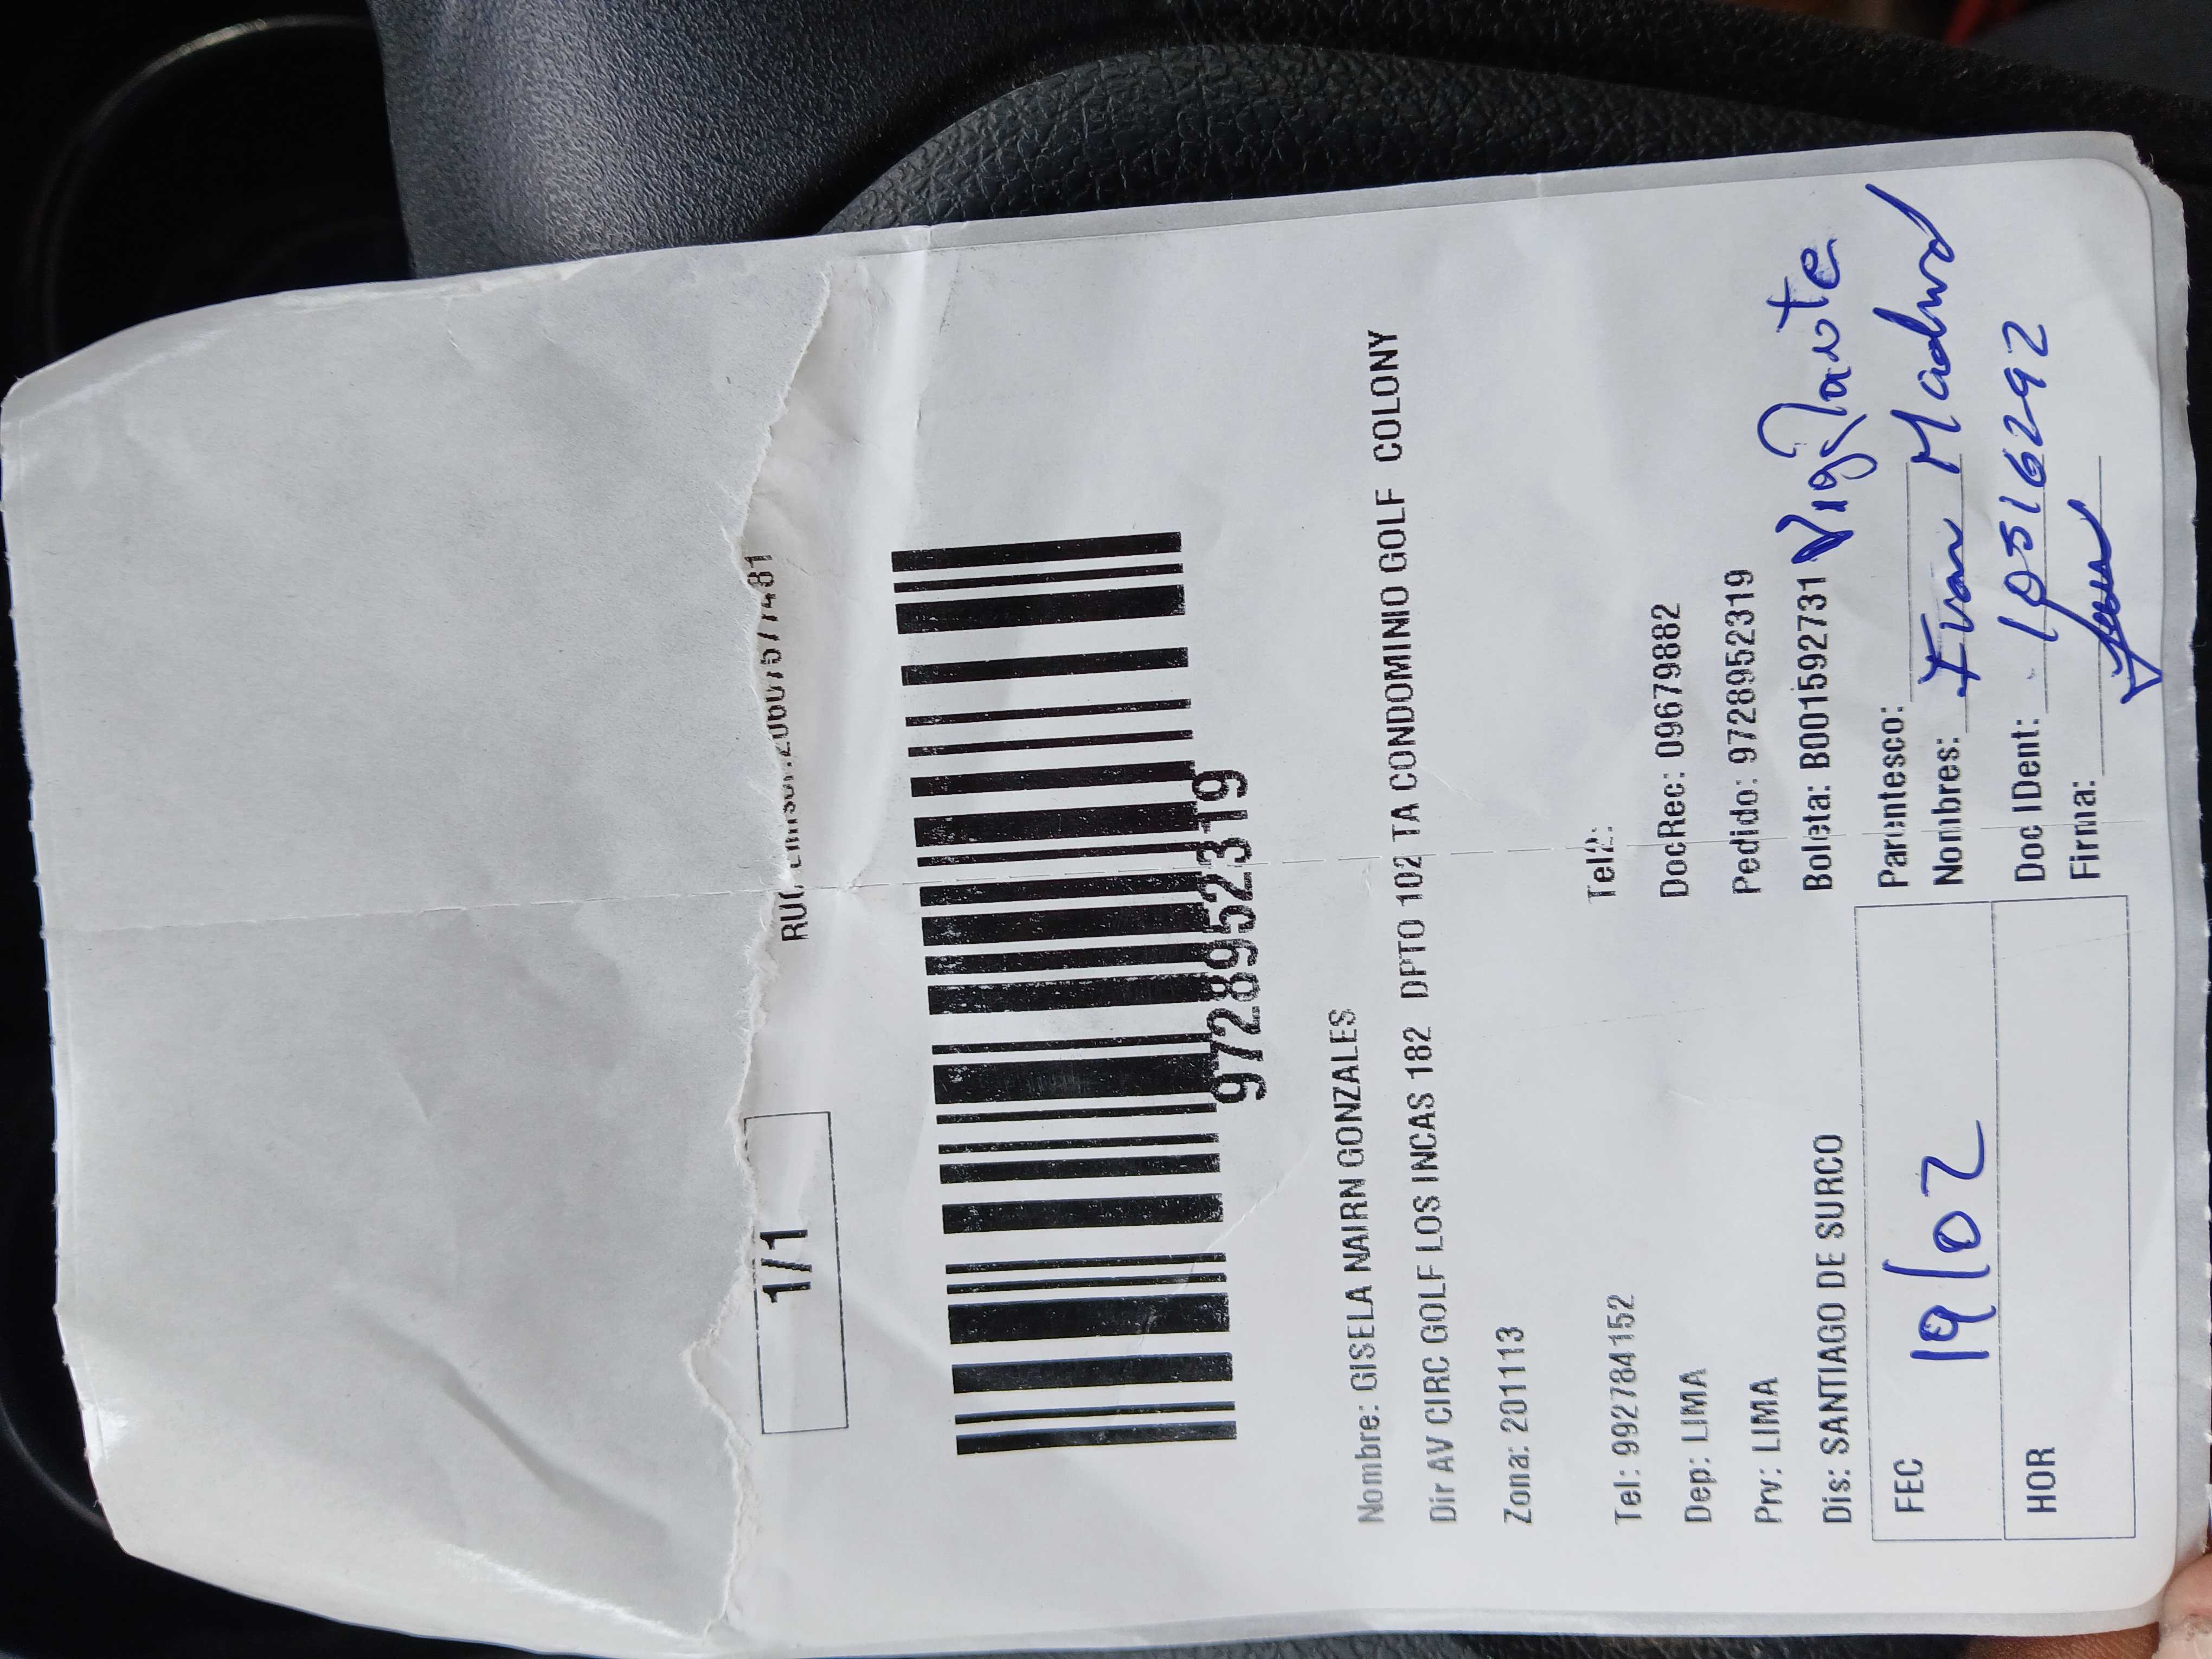 1/1
9728952319
Nombre: GISELA NAIRN GONZALES
Dir AV CIRC GOLF LOS INCAS 182 DPTO 102 TA CONDOMINIO GOLF COLONY
Zona: 201113
Tel: 992784152
Tel2:
Dep: LIMA
DocRec: 09679882
Prv: LIMA
Pedido: 9728952319
Dis: SANTIAGO DE SURCO
Boleta: B001592731
Vigilante
FEC 19/02
Parentesco:
Nombres: Ivan
HOR
Doc IDent: 10516292
Firma: